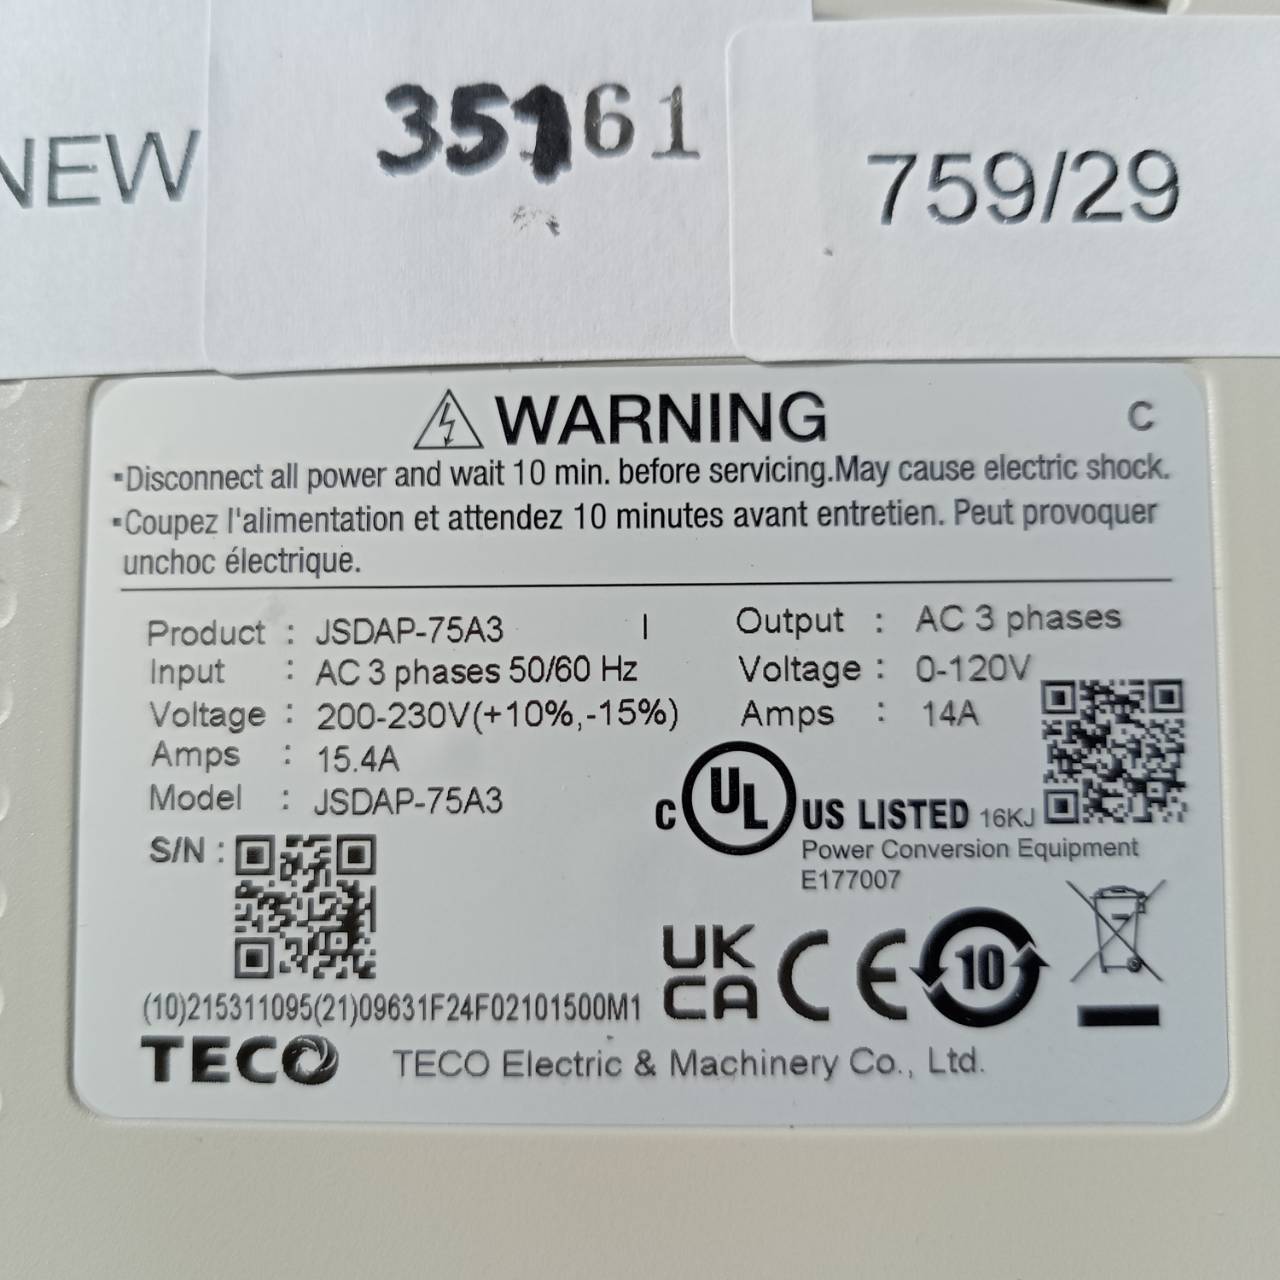 NEW
35161
759/29
WARNING
C
▪Disconnect all power and wait 10 min. before servicing.May cause electric shock.
▪Coupez l'alimentation et attendez 10 minutes avant entretien. Peut provoquer
unchoc électrique.
Product : JSDAP-75A3 I
Input : AC 3 phases 50/60 Hz
Voltage : 200-230V(+10%,-15%)
Amps : 15.4A
Model : JSDAP-75A3
S/N :
(10)215311095(21)09631F24F02101500M1
Output : AC 3 phases
Voltage : 0-120V
Amps : 14A
C UL US LISTED 16KJ
Power Conversion Equipment
E177007
UK
CA
CE
10
TECO
TECO Electric & Machinery Co., Ltd.